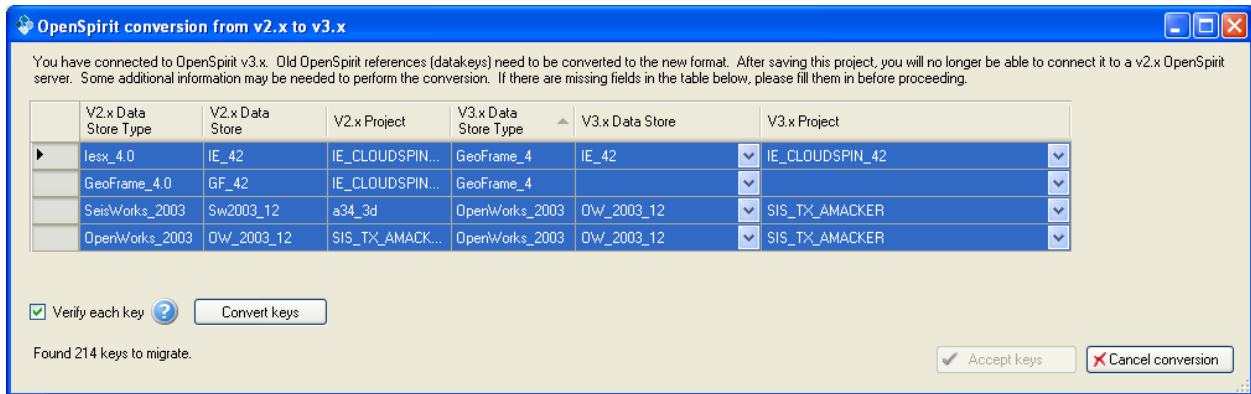 OpenSpirit conversion from v2.x to v3.x
You have connected to OpenSpirit v3.x. Old OpenSpirit references (datakeys) need to be converted to the new format. After saving this project, you will no longer be able to connect it to a v2.x OpenSpirit
server. Some additional information may be needed to perform the conversion. If there are missing fields in the table below, please fill them in before proceeding.
V2.x Data Store Type V2.x Data Store V2.x Project V3.x Data Store Type V3.x Data Store V3.x Project
Iesx_4.0 IE_42 IE_CLOUDSPIN... GeoFrame_4 IE_42 IE_CLOUDSPIN_42
GeoFrame_4.0 GF_42 IE_CLOUDSPIN... GeoFrame_4
SeisWorks_2003 Sw2003_12 a34_3d OpenWorks_2003 OW_2003_12 SIS_TX_AMACKER
OpenWorks_2003 OW_2003_12 SIS_TX_AMACK... OpenWorks_2003 OW_2003_12 SIS_TX_AMACKER
Verify each key ? Convert keys
Found 214 keys to migrate.
Accept keys Cancel conversion